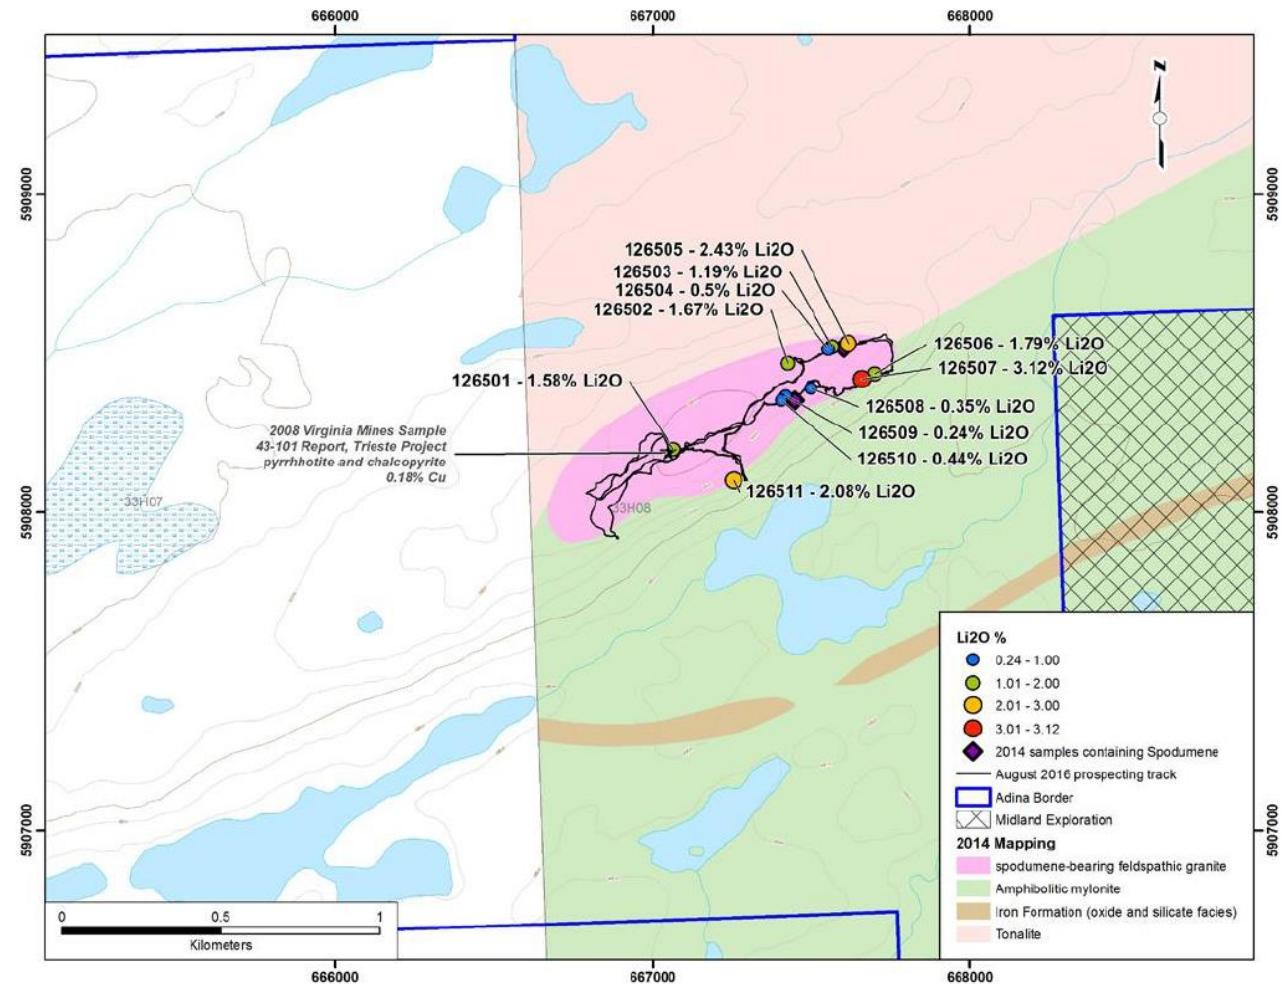 666000
667000
668000
5909000
5909000
126505 - 2.43% Li2O
126503 - 1.19% Li2O
126504 - 0.5% Li2O
126502 - 1.67% Li2O
126506 - 1.79% Li2O
126507 - 3.12% Li2O
126501 - 1.58% Li2O
126508 - 0.35% Li2O
2008 Virginia Mines Sample
43-101 Report, Trieste Project
pyrrhhotite and chalcopyrite
0.18% Cu
126509 - 0.24% Li2O
126510 - 0.44% Li2O
126511 - 2.08% Li2O
33H07
33H08
5908000
5908000
Li2O %
0.24 - 1.00
1.01 - 2.00
2.01 - 3.00
3.01 - 3.12
2014 samples containing Spodumene
August 2016 prospecting track
Adina Border
Midland Exploration
2014 Mapping
spodumene-bearing feldspathic granite
Amphibolitic mylonite
Iron Formation (oxide and silicate facies)
Tonalite
5907000
5907000
0 0.5 1
Kilometers
666000
667000
668000